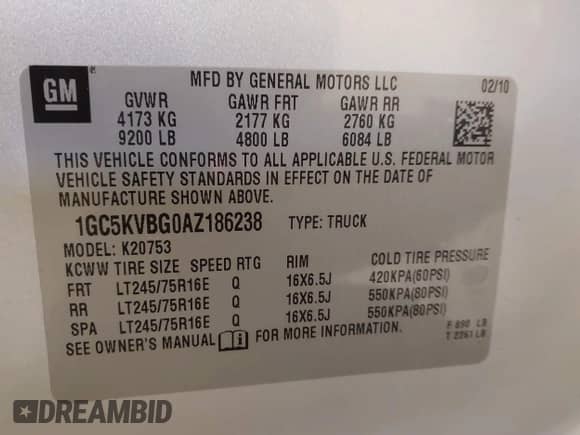 GM
MFD BY GENERAL MOTORS LLC 02/10
GVWR GAWR FRT GAWR RR
4173 KG 2177 KG 2760 KG
9200 LB 4800 LB 6084 LB
THIS VEHICLE CONFORMS TO ALL APPLICABLE U.S. FEDERAL MOTOR
VEHICLE SAFETY STANDARDS IN EFFECT ON THE DATE OF
MANUFACTURE SHOWN ABOVE.
1GC5KVBG0AZ186238 TYPE: TRUCK
MODEL: K20753
KCWW TIRE SIZE SPEED RTG RIM COLD TIRE PRESSURE
FRT LT245/75R16E Q 16X6.5J 420KPA(60PSI)
RR LT245/75R16E Q 16X6.5J 550KPA(80PSI)
SPA LT245/75R16E Q 16X6.5J 550KPA(80PSI)
SEE OWNER'S MANUAL FOR MORE INFORMATION.
F 890 LB
T 2261 LB
DREAMBID